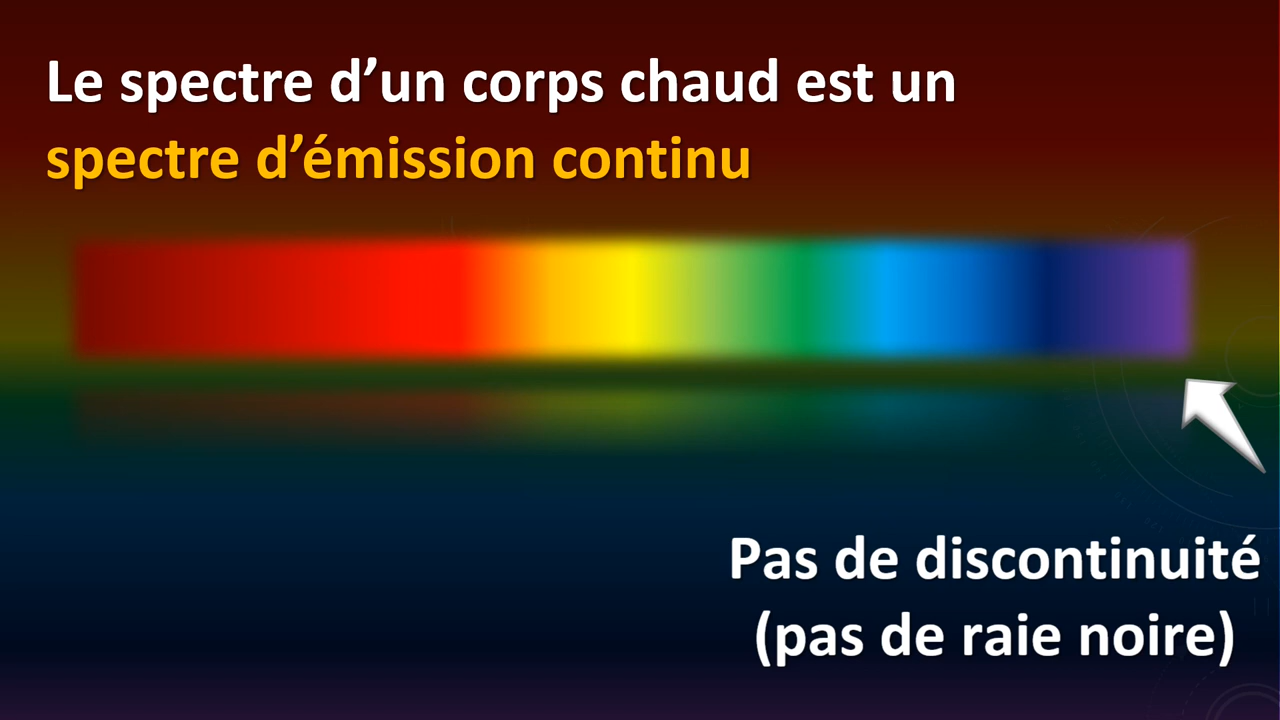 Le spectre d’un corps chaud est un
spectre d’émission continu
Pas de discontinuité
(pas de raie noire)